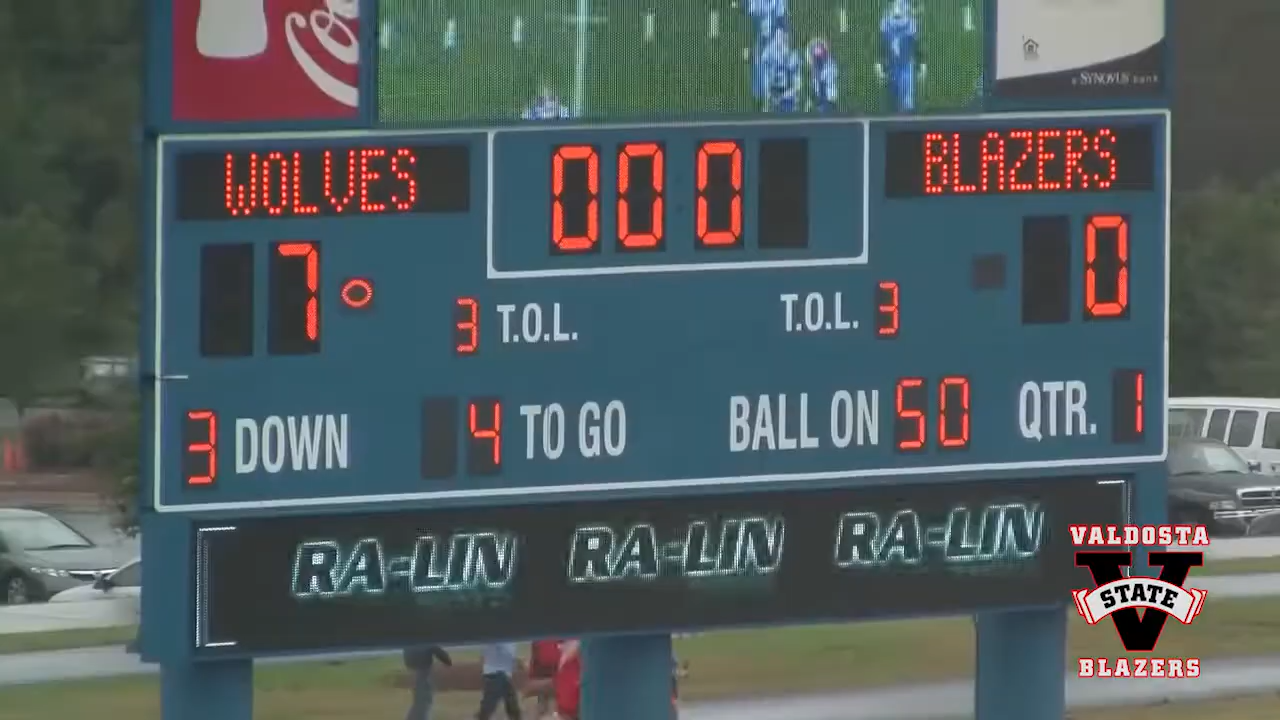 SYNOVUS bank
WOLVES 000 BLAZERS
7 0
3 T.O.L. T.O.L. 3
3 DOWN 4 TO GO BALL ON 50 QTR. 1
RA-LIN RA-LIN RA-LIN
VALDOSTA
V
STATE
BLAZERS